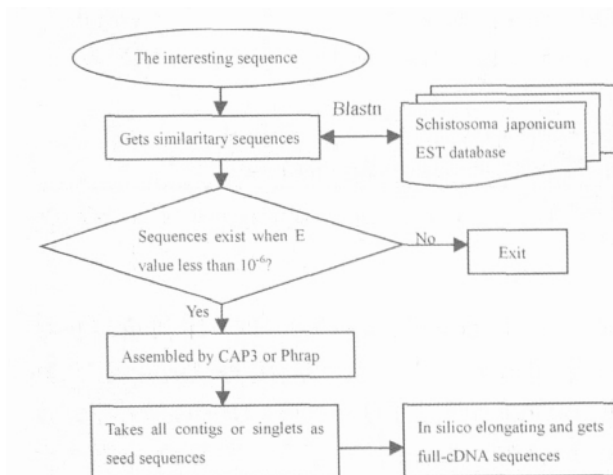 The interesting sequence
Gets similaritary sequences
Blastn
Schistosoma japonicum
EST database
Sequences exist when E
value less than 10⁻⁶?
No
Exit
Yes
Assembled by CAP3 or Phrap
Takes all contigs or singlets as
seed sequences
In silico elongating and gets
full-cDNA sequences